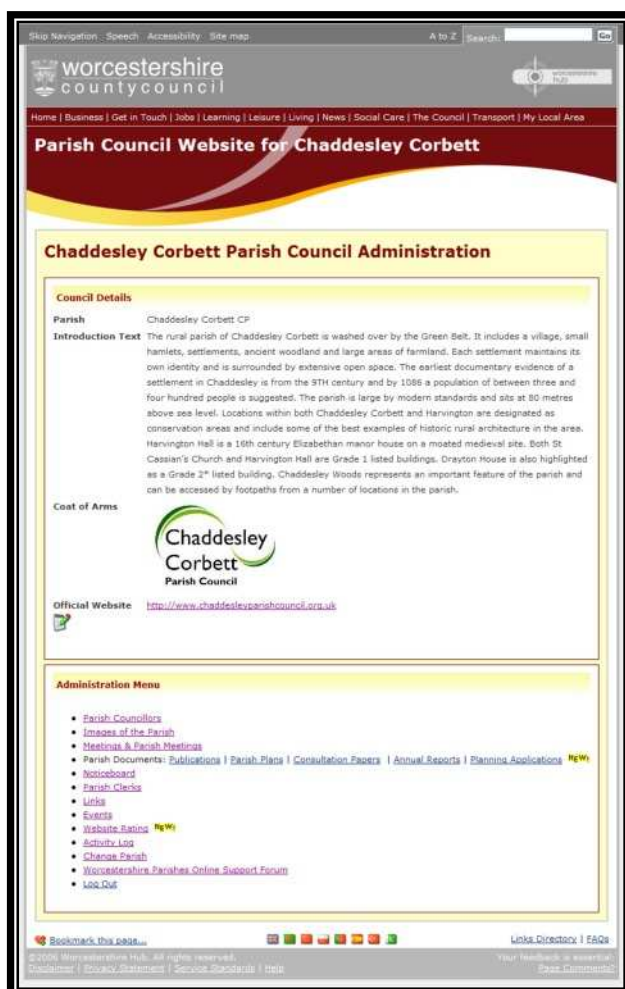 Skip Navigation Speech Accessibility Site map A to Z Search: Go
worcestershire
countycouncil
worcestershire
hub
Home | Business | Get in Touch | Jobs | Learning | Leisure | Living | News | Social Care | The Council | Transport | My Local Area
Parish Council Website for Chaddesley Corbett
Chaddesley Corbett Parish Council Administration
Council Details
Parish Chaddesley Corbett CP
Introduction Text The rural parish of Chaddesley Corbett is washed over by the Green Belt. It includes a village, small
hamlets, settlements, ancient woodland and large areas of farmland. Each settlement maintains its
own identity and is surrounded by extensive open space. The earliest documentary evidence of a
settlement in Chaddesley is from the 9TH century and by 1086 a population of between three and
four hundred people is suggested. The parish is large by modern standards and sits at 80 metres
above sea level. Locations within both Chaddesley Corbett and Harvington are designated as
conservation areas and include some of the best examples of historic rural architecture in the area.
Harvington Hall is a 16th century Elizabethan manor house on a moated medieval site. Both St
Cassian's Church and Harvington Hall are Grade 1 listed buildings. Drayton House is also highlighted
as a Grade 2* listed building. Chaddesley Woods represents an important feature of the parish and
can be accessed by footpaths from a number of locations in the parish.
Coat of Arms
Chaddesley
Corbett
Parish Council
Official Website http://www.chaddesleyparishcouncil.org.uk
Administration Menu
Parish Councillors
Images of the Parish
Meetings & Parish Meetings
Parish Documents: Publications | Parish Plans | Consultation Papers | Annual Reports | Planning Applications New
Noticeboard
Parish Clerks
Links
Events
Website Rating New
Activity Log
Change Parish
Worcestershire Parishes Online Support Forum
Log Out
Bookmark this page... Links Directory | FAQs
©2006 Worcestershire Hub. All rights reserved. Your feedback is essential:
Disclaimer | Privacy Statement | Service Standards | Help Page Comments?